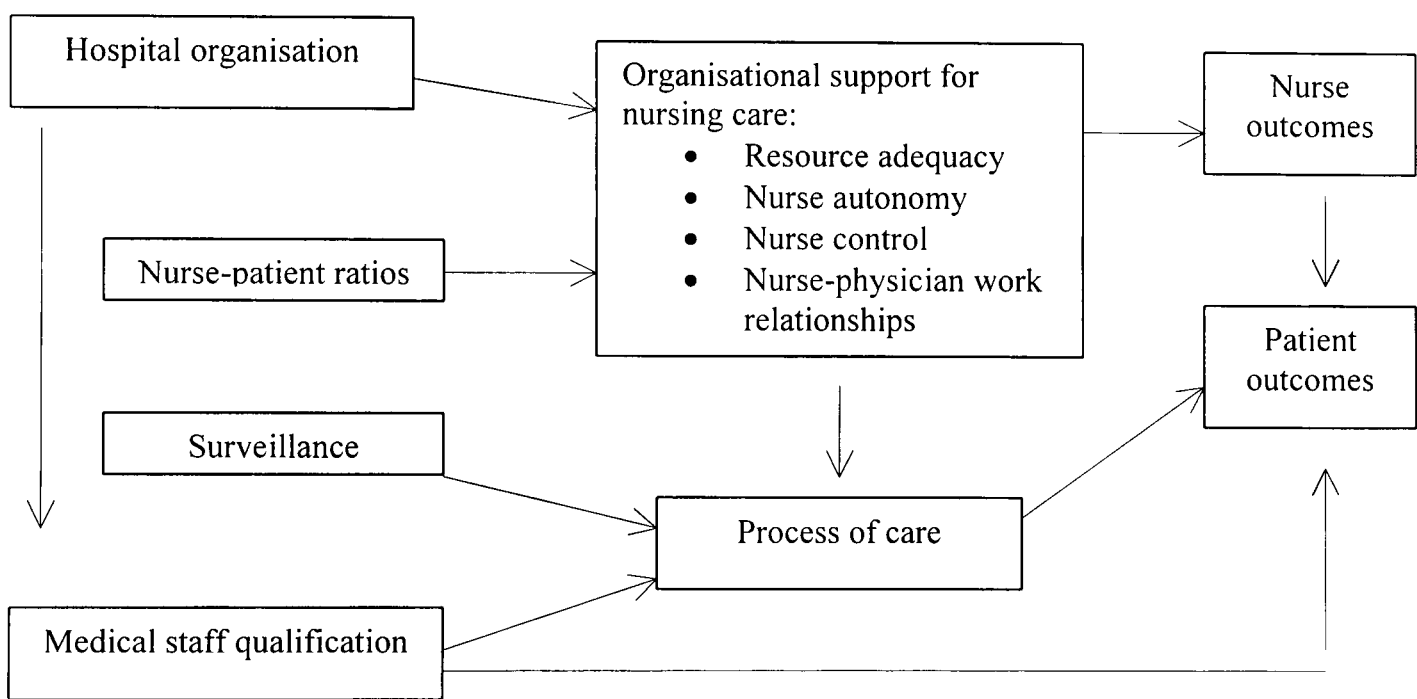 Hospital organisation
Organisational support for
nursing care:
• Resource adequacy
• Nurse autonomy
• Nurse control
• Nurse-physician work
relationships
Nurse
outcomes
Nurse-patient ratios
Patient
outcomes
Surveillance
Process of care
Medical staff qualification